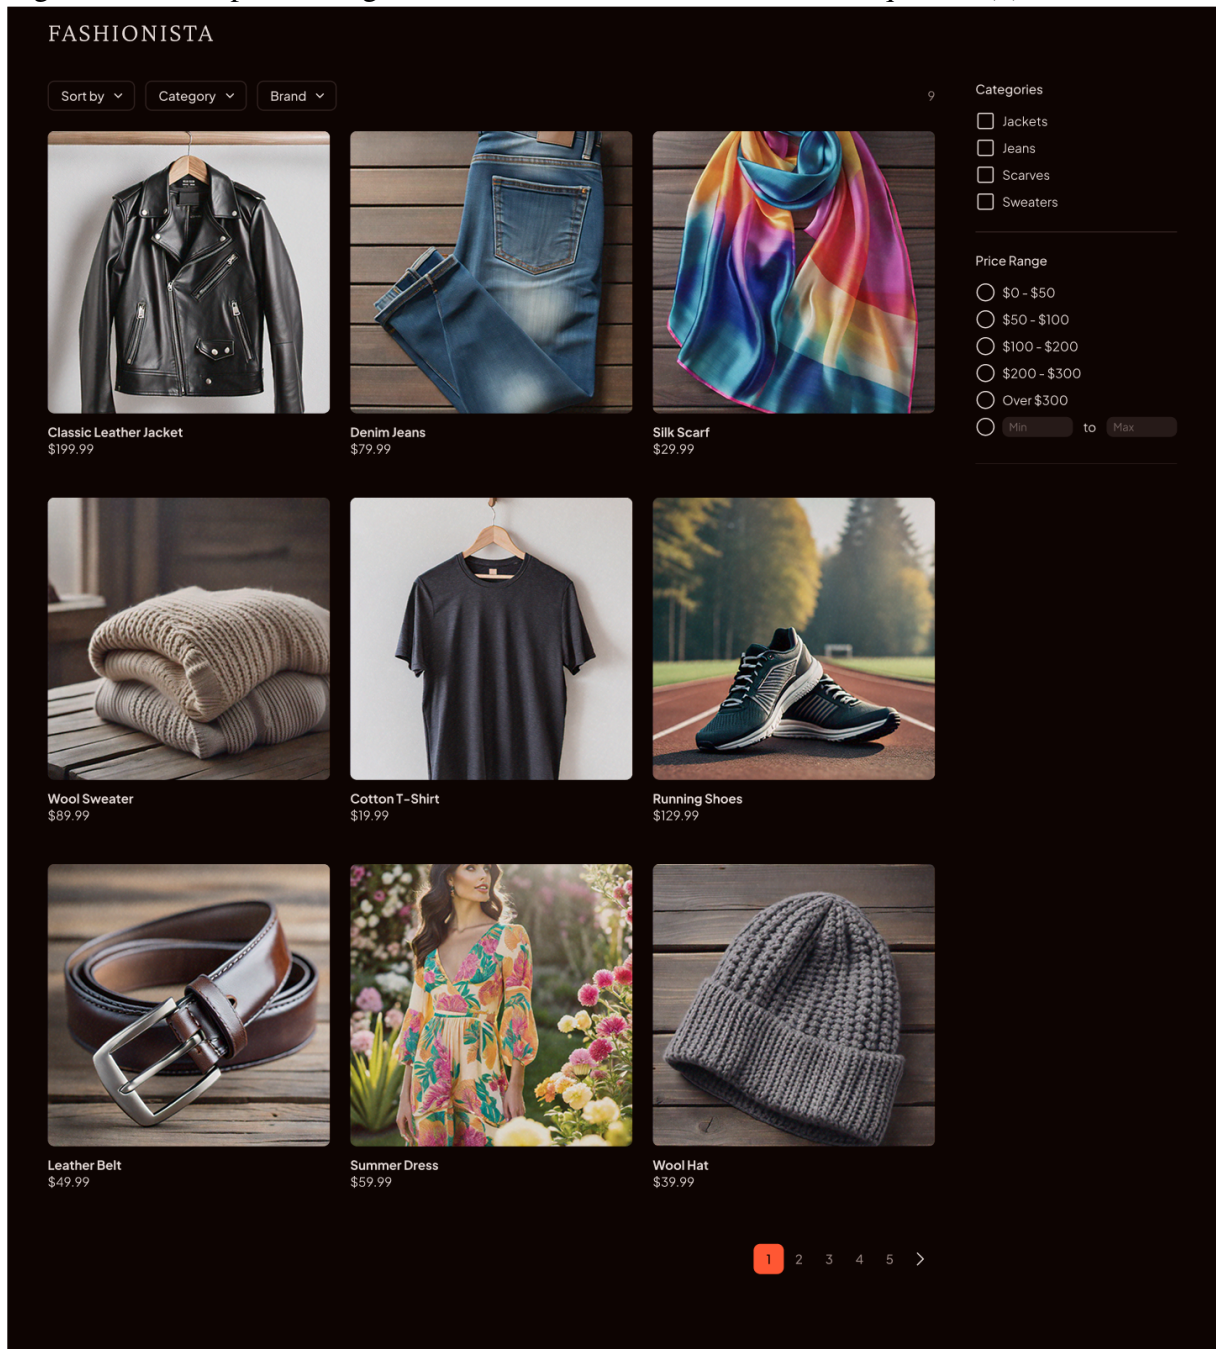 FASHIONISTA
Sort by
Category
Brand
9
Classic Leather Jacket
$199.99
Denim Jeans
$79.99
Silk Scarf
$29.99
Wool Sweater
$89.99
Cotton T-Shirt
$19.99
Running Shoes
$129.99
Leather Belt
$49.99
Summer Dress
$59.99
Wool Hat
$39.99
1 2 3 4 5
Categories
Jackets
Jeans
Scarves
Sweaters
Price Range
$0 - $50
$50 - $100
$100 - $200
$200 - $300
Over $300
Min to Max